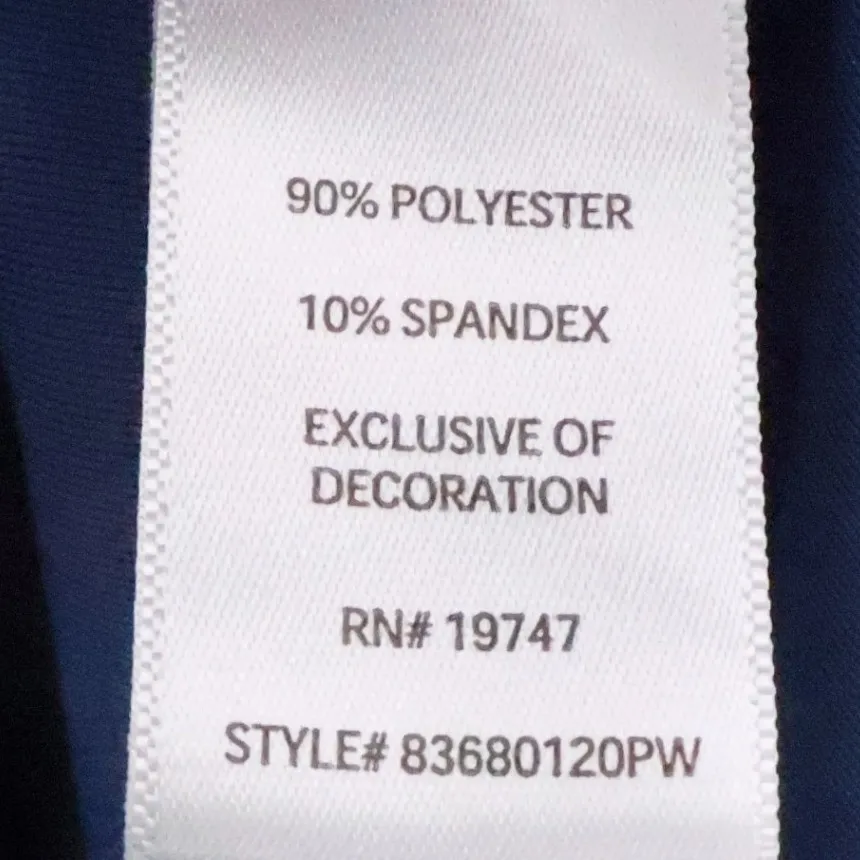 90% POLYESTER
10% SPANDEX
EXCLUSIVE OF
DECORATION
RN# 19747
STYLE# 83680120PW